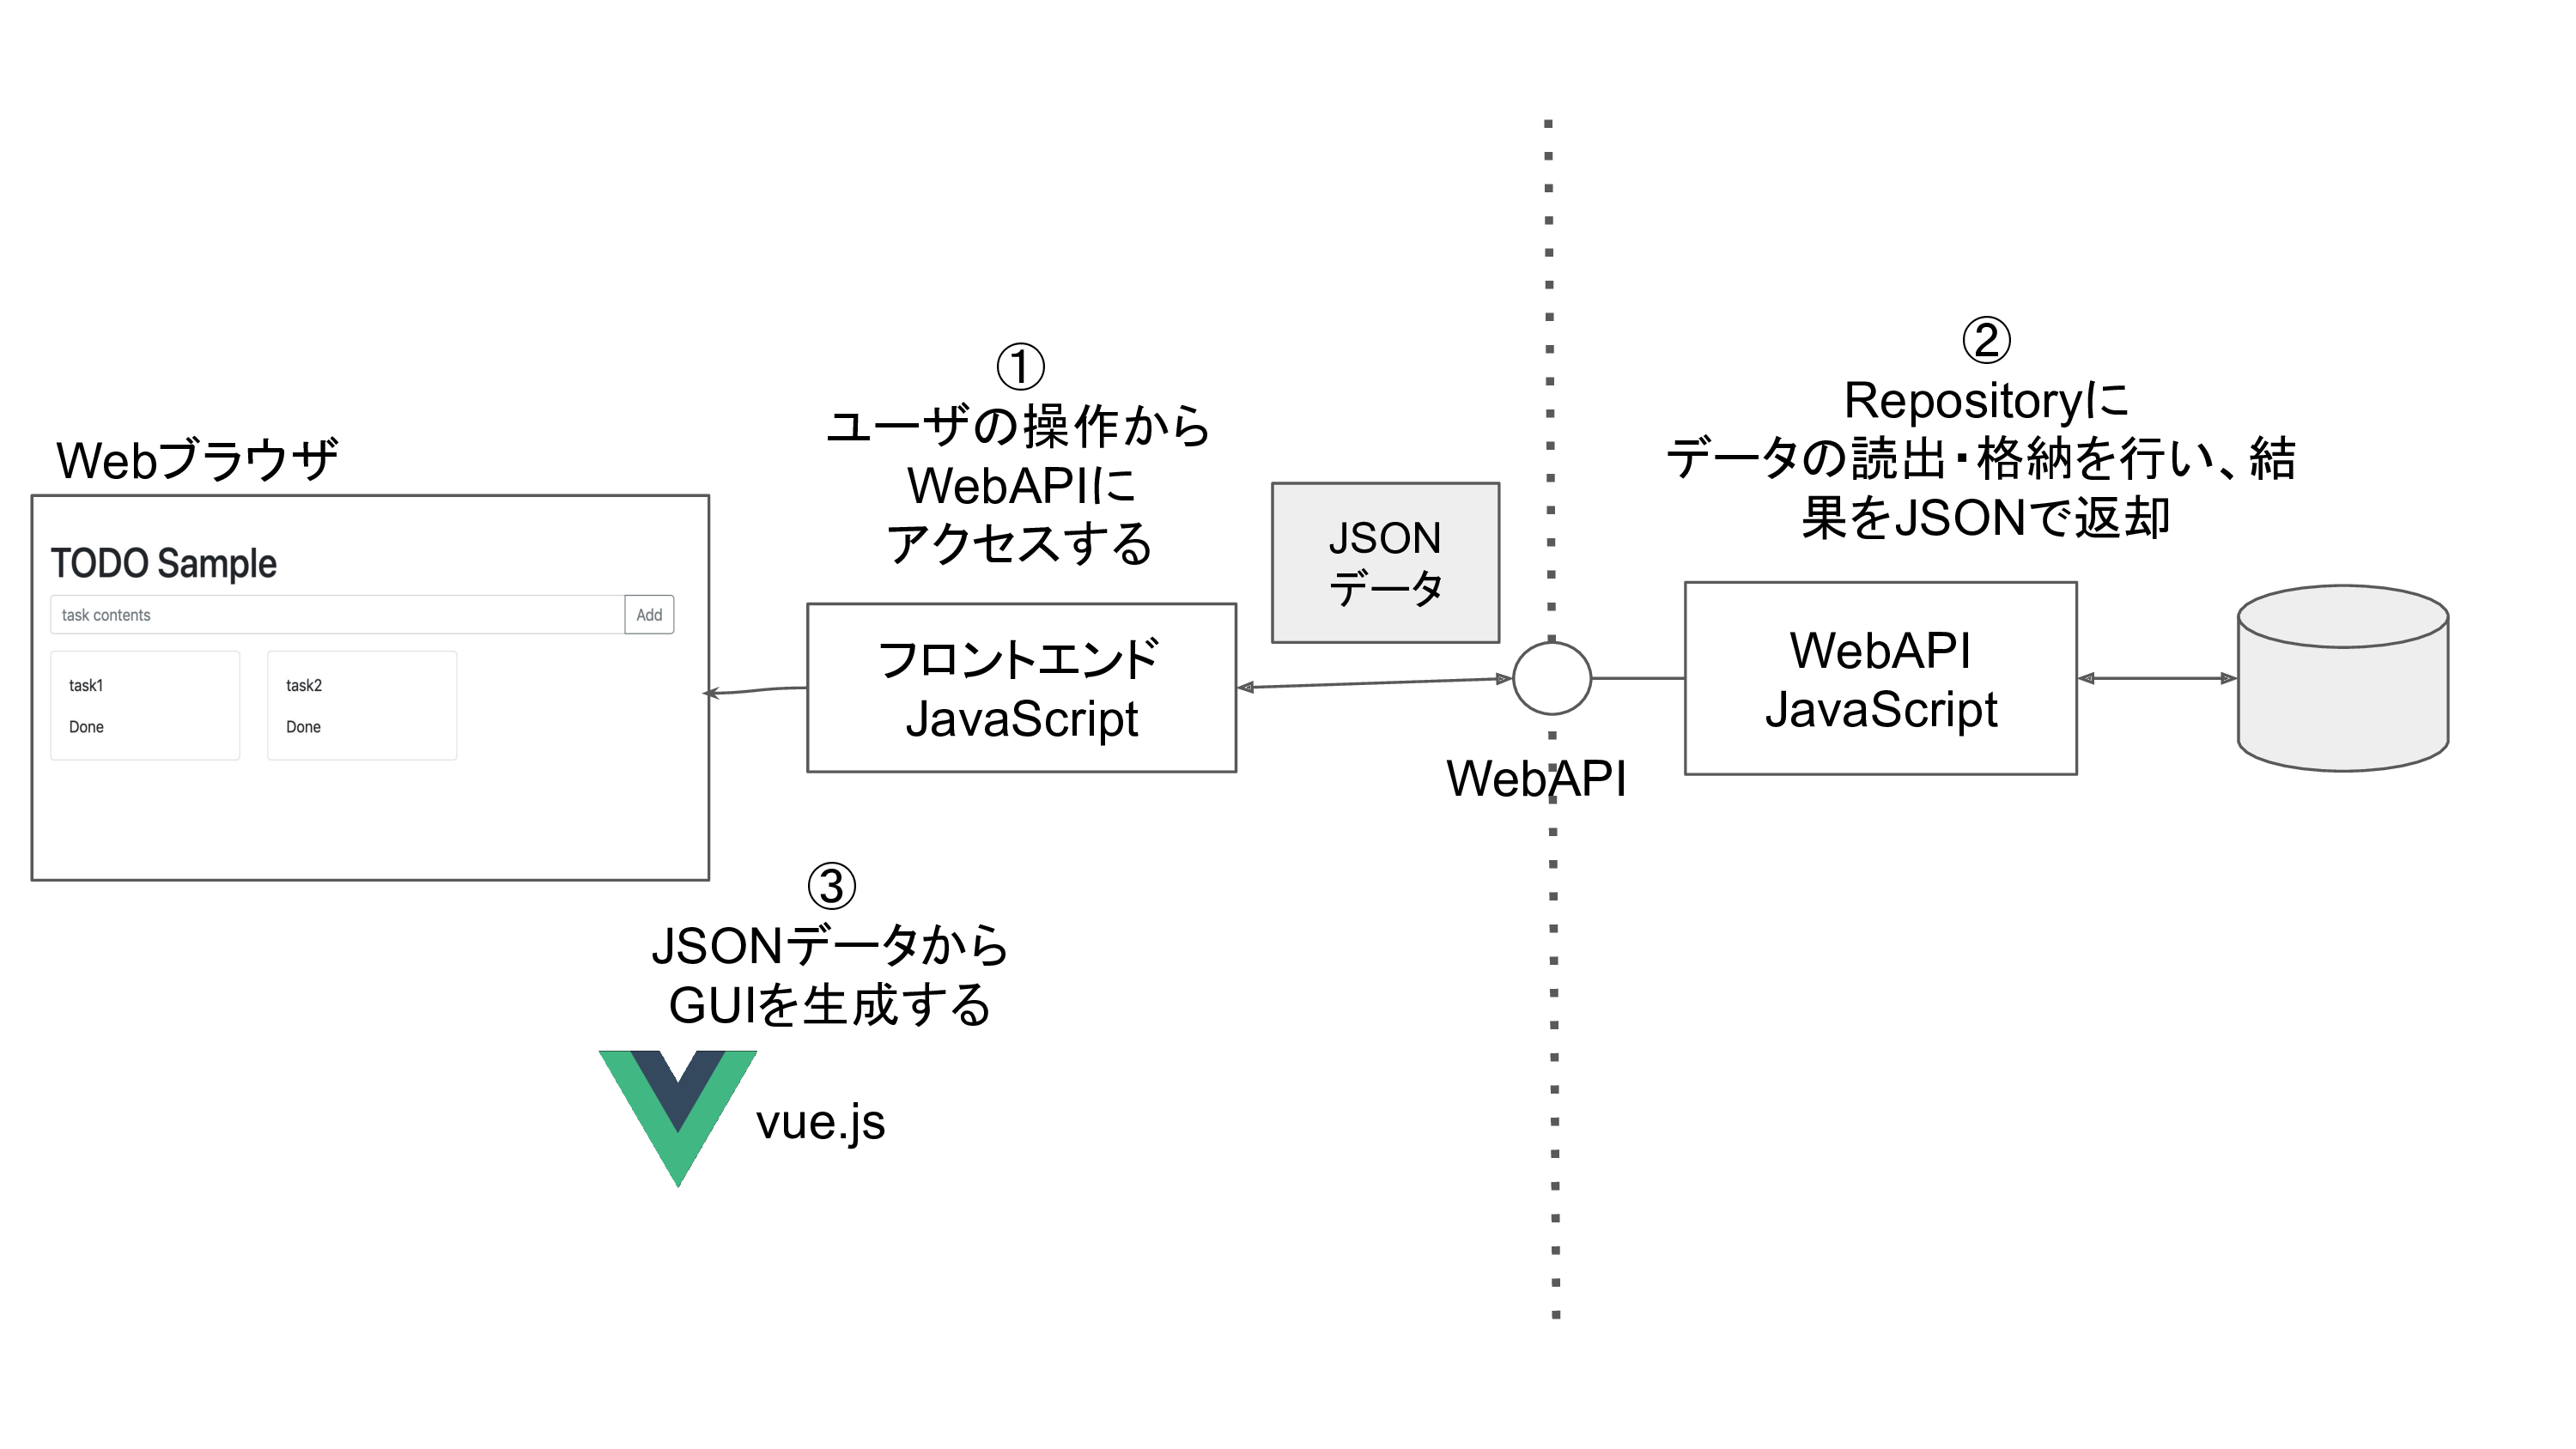 Webブラウザ
TODO Sample
task contents
Add
task1
Done
task2
Done
①
ユーザの操作から
WebAPIに
アクセスする
フロントエンド
JavaScript
JSON
データ
WebAPI
②
Repositoryに
データの読出・格納を行い、結
果をJSONで返却
WebAPI
JavaScript
③
JSONデータから
GUIを生成する
vue.js